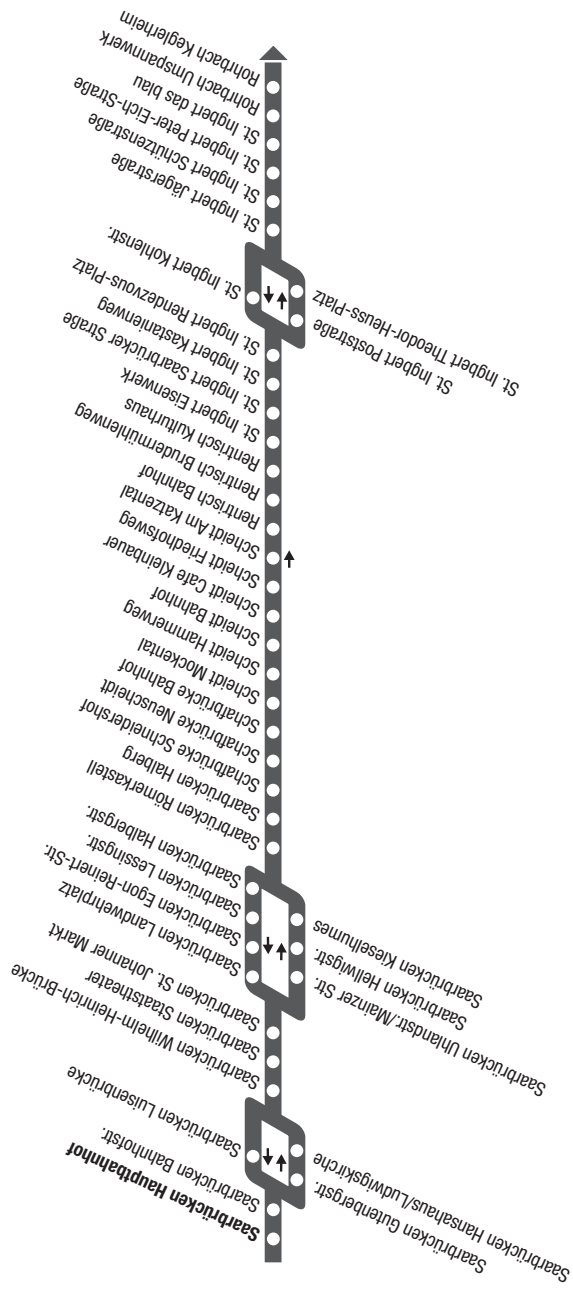 Saarbrücken Hauptbahnhof
Saarbrücken Bahnhofstr.
Saarbrücken Luisenbrücke
Saarbrücken Gutenbergstr.
Saarbrücken Hansahaus/Ludwigskirche
Saarbrücken Wilhelm-Heinrich-Brücke
Saarbrücken Staatstheater
Saarbrücken St. Johanner Markt
Saarbrücken Landwehrplatz
Saarbrücken Egon-Reinert-Str.
Saarbrücken Lessingstr.
Saarbrücken Halbergstr.
Saarbrücken Uhlandstr./Mainzer Str.
Saarbrücken Hellwigstr.
Saarbrücken Kieselhumes
Saarbrücken Römerkastell
Saarbrücken Halberg
Schafbrücke Schneidershof
Schafbrücke Neuscheidt
Schafbrücke Bahnhof
Scheidt Mockental
Scheidt Hammerweg
Scheidt Bahnhof
Scheidt Cafe Kleinbauer
Scheidt Friedhofsweg
Scheidt Am Katzental
Rentrisch Bahnhof
Rentrisch Brudermühlenweg
Rentrisch Kulturhaus
St. Ingbert Eisenwerk
St. Ingbert Saarbrücker Straße
St. Ingbert Kastanienweg
St. Ingbert Rendezvous-Platz
St. Ingbert Kohlenstr.
St. Ingbert Poststraße
St. Ingbert Theodor-Heuss-Platz
St. Ingbert Jägerstraße
St. Ingbert Schützenstraße
St. Ingbert Peter-Eich-Straße
St. Ingbert das blau
Rohrbach Umspannwerk
Rohrbach Keglerheim